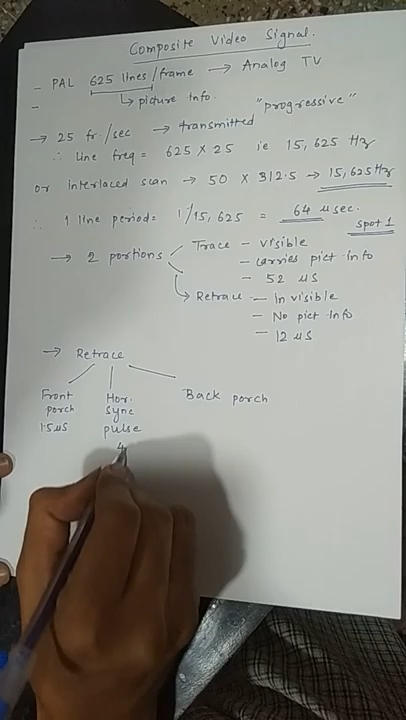 Composite Video Signal.
- PAL 625 lines/frame → Analog TV
- ↳ picture Info.
"progressive"
→ 25 fr./sec → transmitted
∴ Line freq = 625 X 25 ie 15,625 Hz
or interlaced scan → 50 X 312.5 → 15,625 Hz
∴ 1 line period = 1/15,625 = 64 μsec.
spot 1
→ 2 portions
Trace - visible
- carries pict info
- 52 μS
↳ Retrace - invisible
- No pict info
- 12 μS
→ Retrace
Front porch 1.5 μS
Hor. sync pulse 4
Back porch